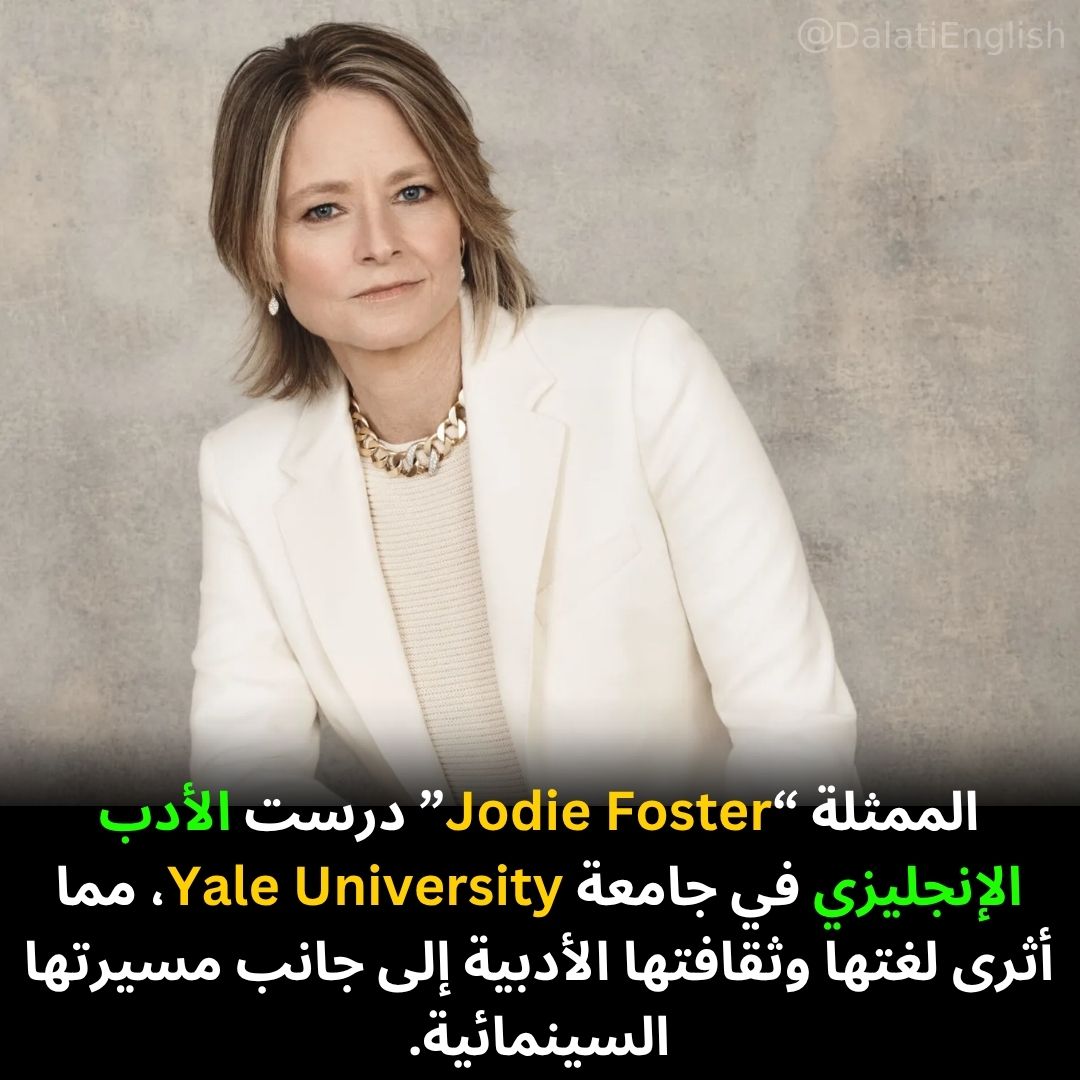 @DalatiEnglish
الممثلة “Jodie Foster” درست الأدب
الإنجليزي في جامعة Yale University، مما
أثرى لغتها وثقافتها الأدبية إلى جانب مسيرتها
السينمائية.